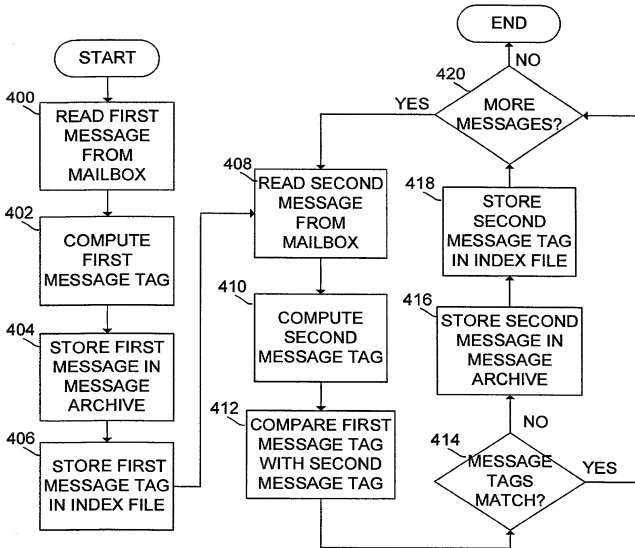 START
400
READ FIRST
MESSAGE
FROM
MAILBOX
402
COMPUTE
FIRST
MESSAGE TAG
404
STORE FIRST
MESSAGE IN
MESSAGE
ARCHIVE
406
STORE FIRST
MESSAGE TAG
IN INDEX FILE
408
READ SECOND
MESSAGE
FROM
MAILBOX
410
COMPUTE
SECOND
MESSAGE TAG
412
COMPARE FIRST
MESSAGE TAG
WITH SECOND
MESSAGE TAG
414
MESSAGE
TAGS
MATCH?
YES
NO
416
STORE SECOND
MESSAGE IN
MESSAGE
ARCHIVE
418
STORE
SECOND
MESSAGE TAG
IN INDEX FILE
420
MORE
MESSAGES?
YES
NO
END